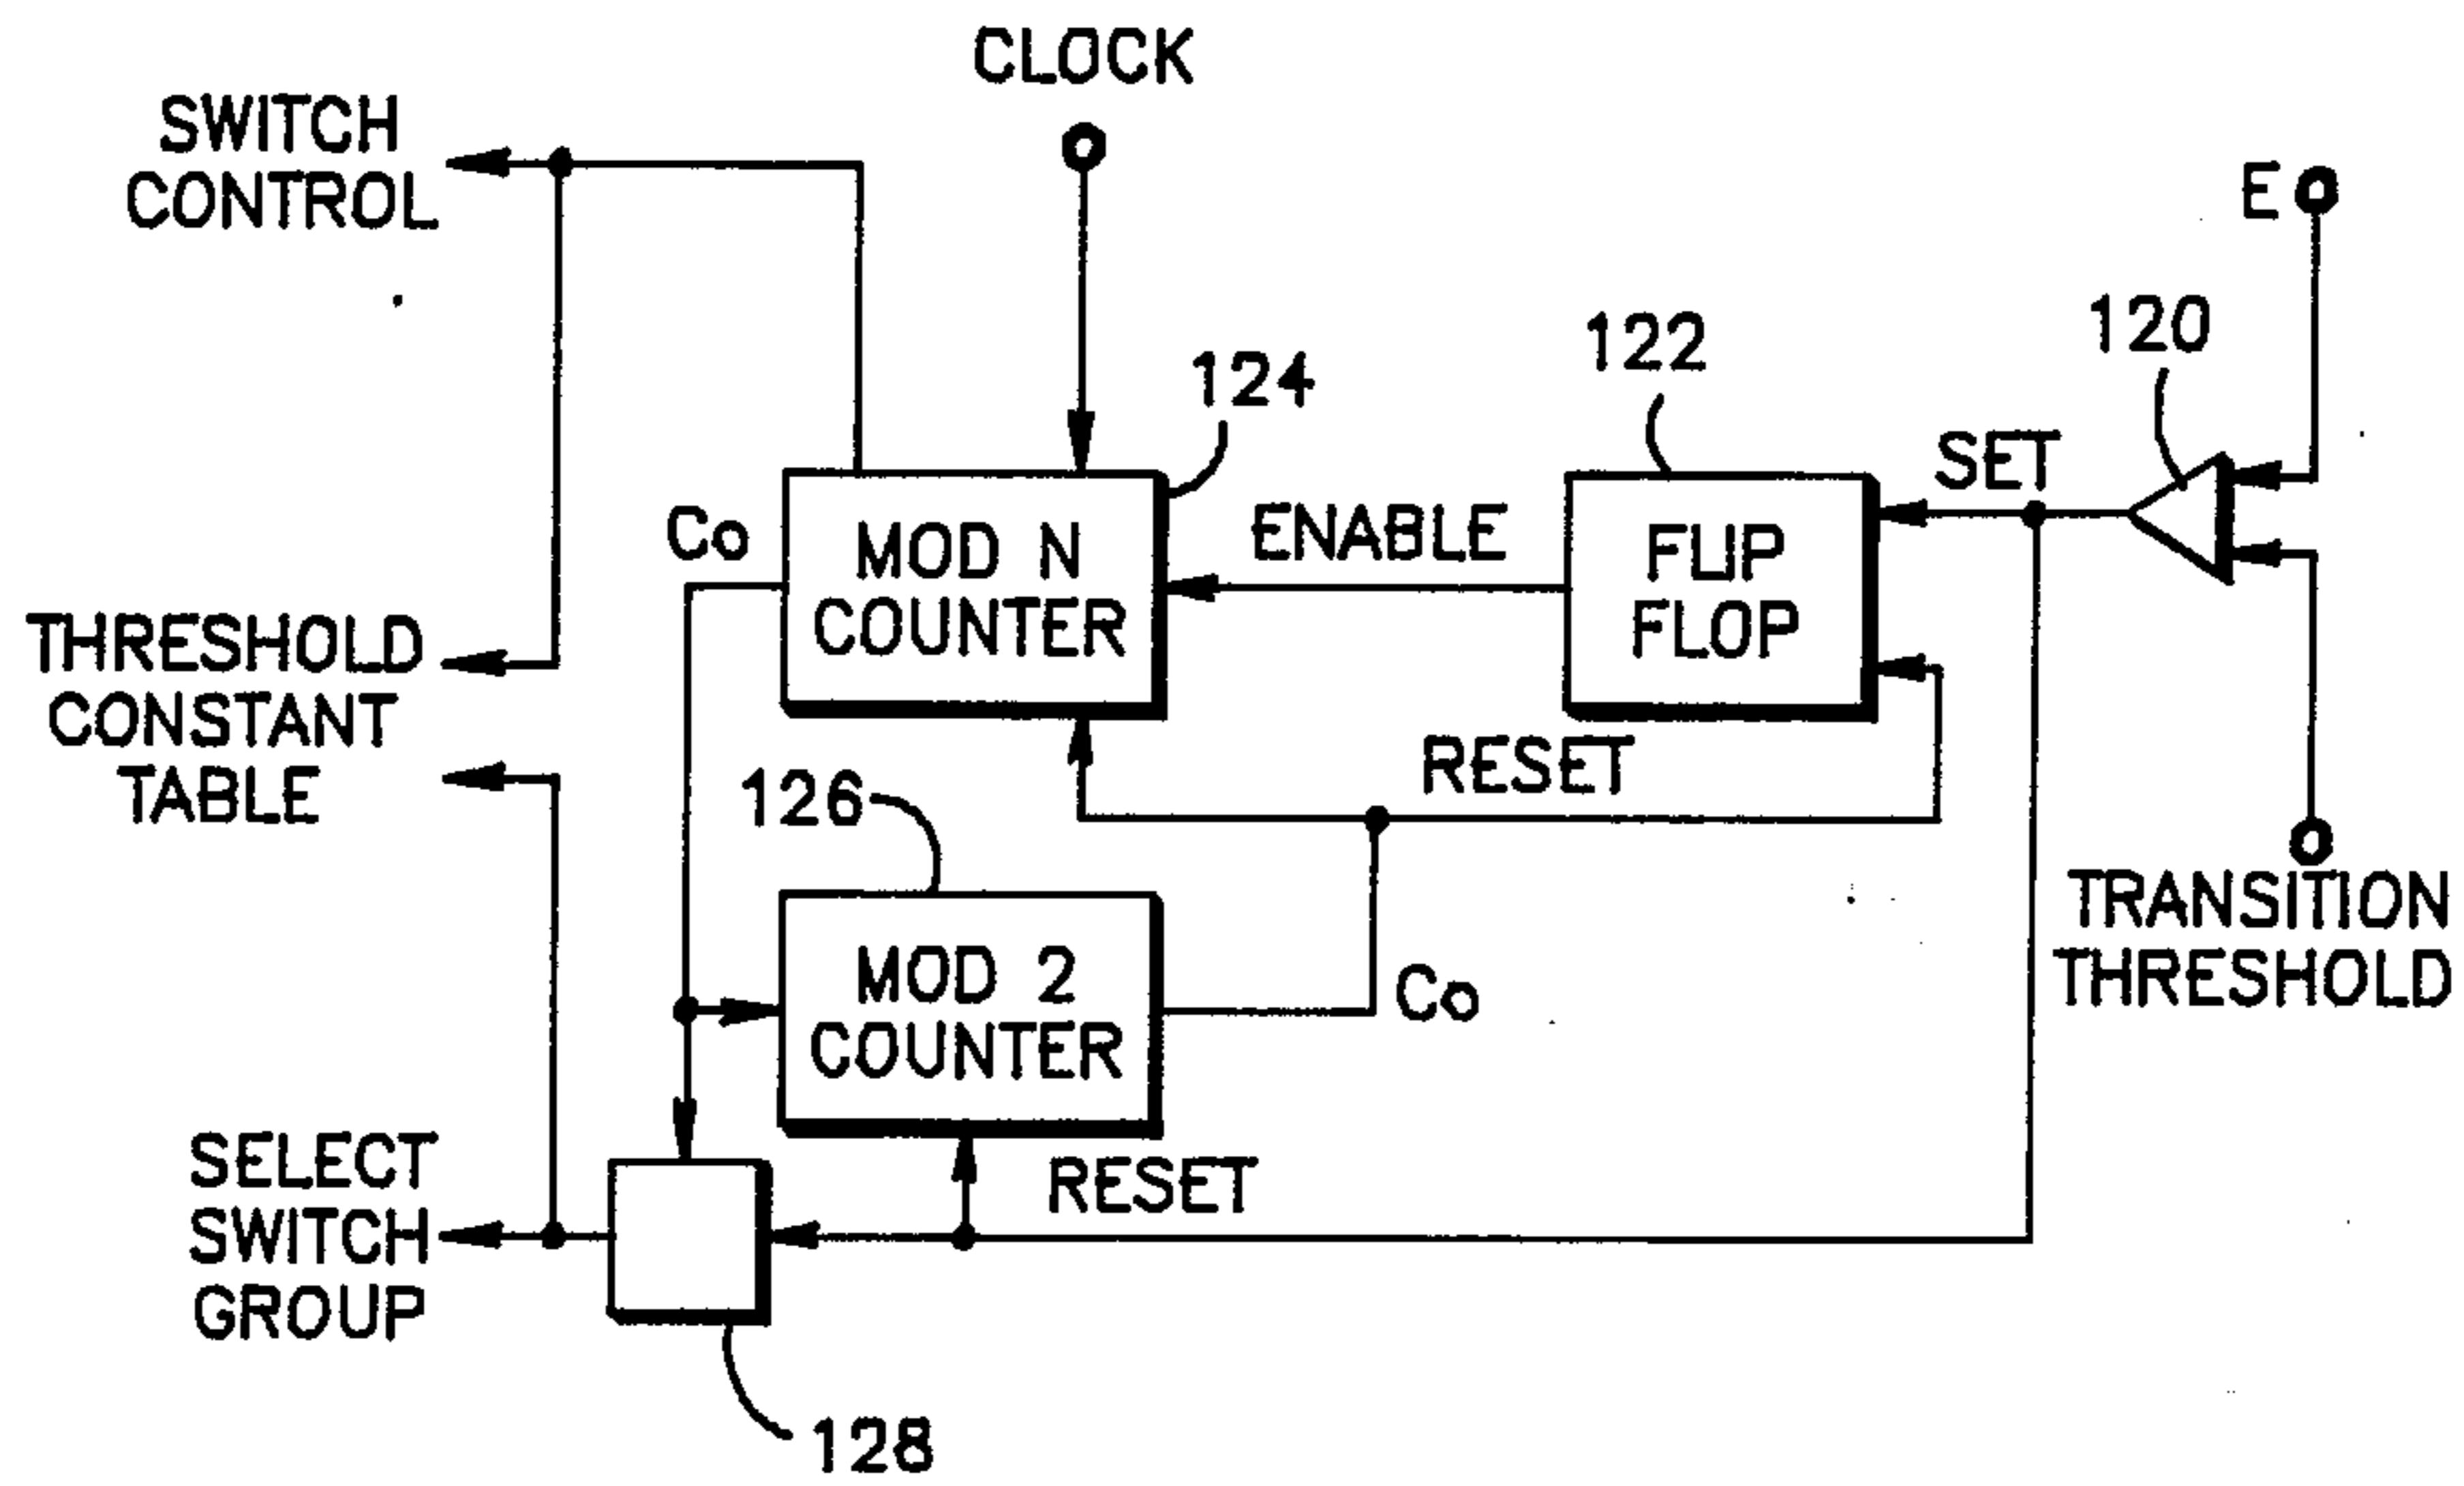 CLOCK
SWITCH
CONTROL
E
120
122
124
SET
Co
MOD N
COUNTER
ENABLE
FLIP
FLOP
THRESHOLD
CONSTANT
TABLE
RESET
126
TRANSITION
THRESHOLD
MOD 2
COUNTER
Co
SELECT
SWITCH
GROUP
RESET
128